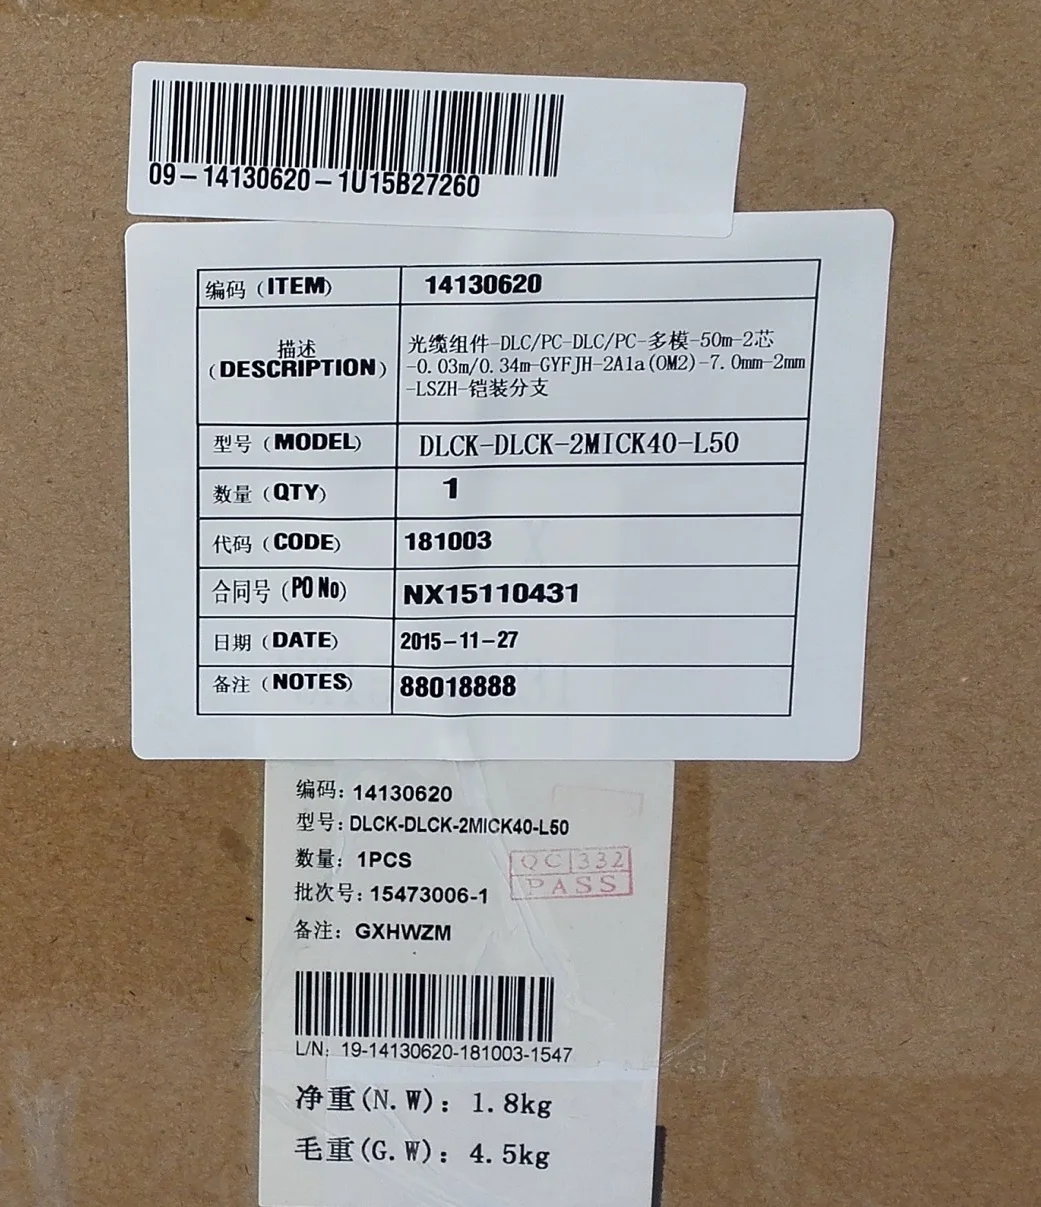 09-14130620-1U15B27260
编码(ITEM) 14130620
描述(DESCRIPTION) 光缆组件-DLC/PC-DLC/PC-多模-50m-2芯
-0.03m/0.34m-GYFJH-2A1a(OM2)-7.0mm-2mm
-LSZH-铠装分支
型号(MODEL) DLCK-DLCK-2MICK40-L50
数量(QTY) 1
代码(CODE) 181003
合同号(PO No) NX15110431
日期(DATE) 2015-11-27
备注(NOTES) 88018888
编码: 14130620
型号: DLCK-DLCK-2MICK40-L50
数量: 1PCS
QC 332
PASS
批次号: 15473006-1
备注: GXHWZM
L/N: 19-14130620-181003-1547
净重(N.W): 1.8kg
毛重(G.W): 4.5kg